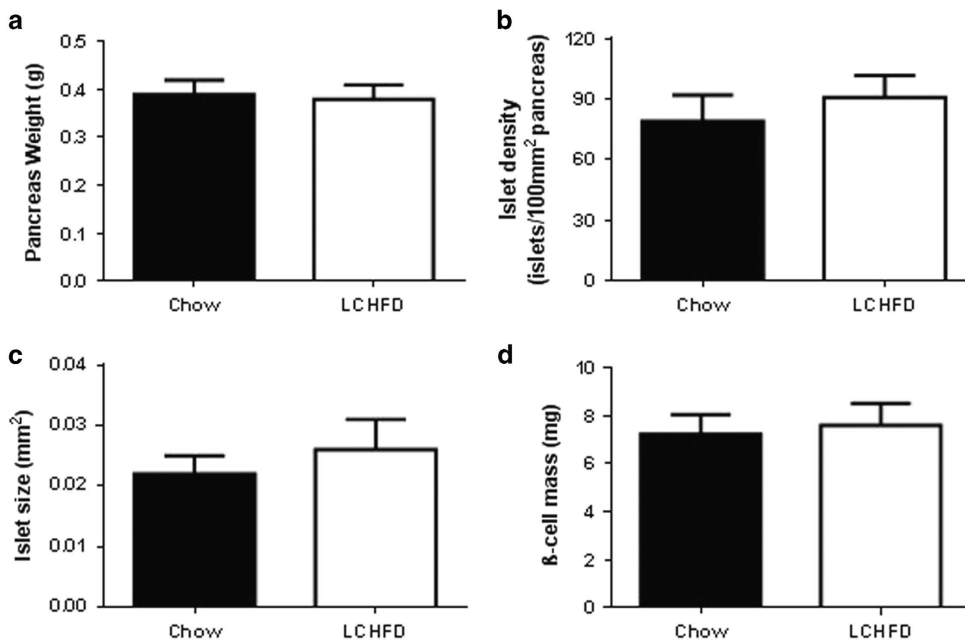 a
Pancreas Weight (g)
0.5
0.4
0.3
0.2
0.1
0.0
Chow
LCHFD
b
Islet density
(islets/100mm² pancreas)
120
90
60
30
0
Chow
LCHFD
c
Islet size (mm²)
0.04
0.03
0.02
0.01
0.00
Chow
LCHFD
d
ß-cell mass (mg)
10
8
6
4
2
0
Chow
LCHFD